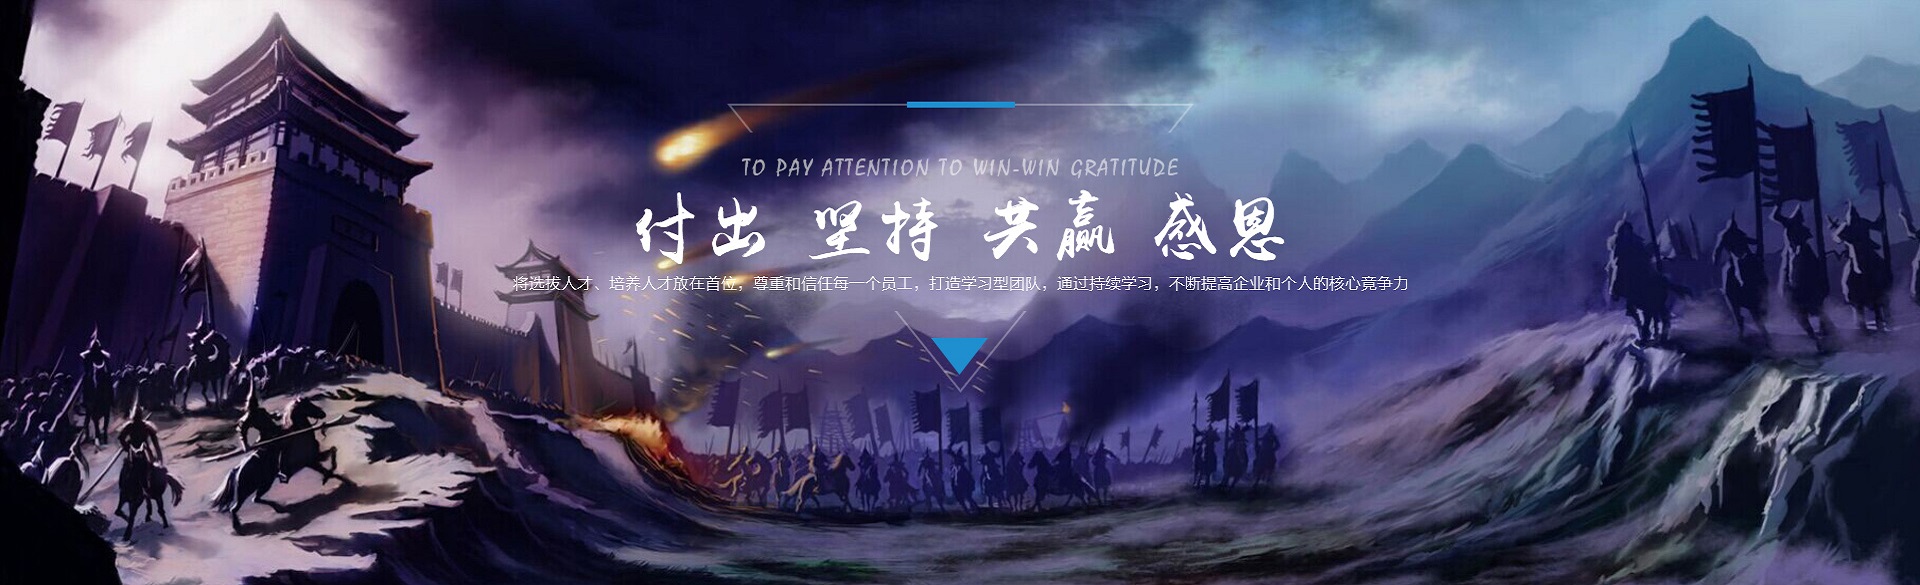 TO PAY ATTENTION TO WIN-WIN GRATITUDE
付出 坚持 共赢 感恩
将选拔人才、培养人才放在首位，尊重和信任每一个员工，打造学习型团队，通过持续学习，不断提高企业和个人的核心竞争力